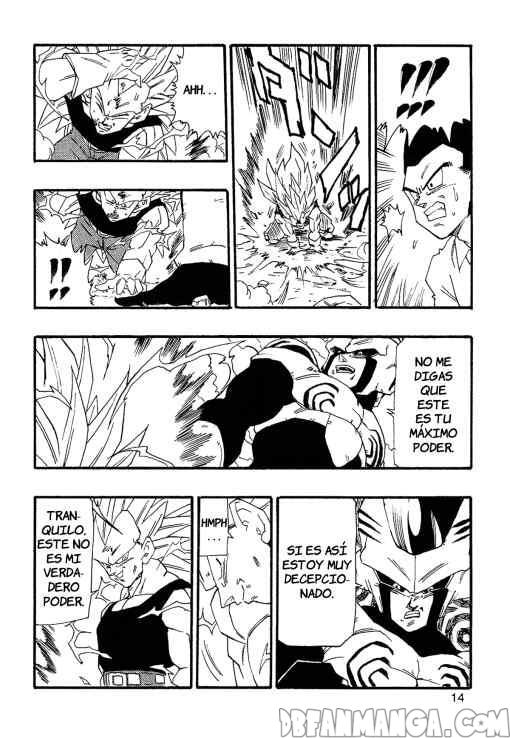 !!!
AHH...
!!
NO ME
DIGAS
QUE
ESTE
ES TU
MÁXIMO
PODER.
SI ES ASÍ
ESTOY MUY
DECEPCIO-
NADO.
HMPH
...
TRAN-
QUILO.
ESTE NO
ES MI
VERDA-
DERO
PODER.
14
DBFANMANGA.COM